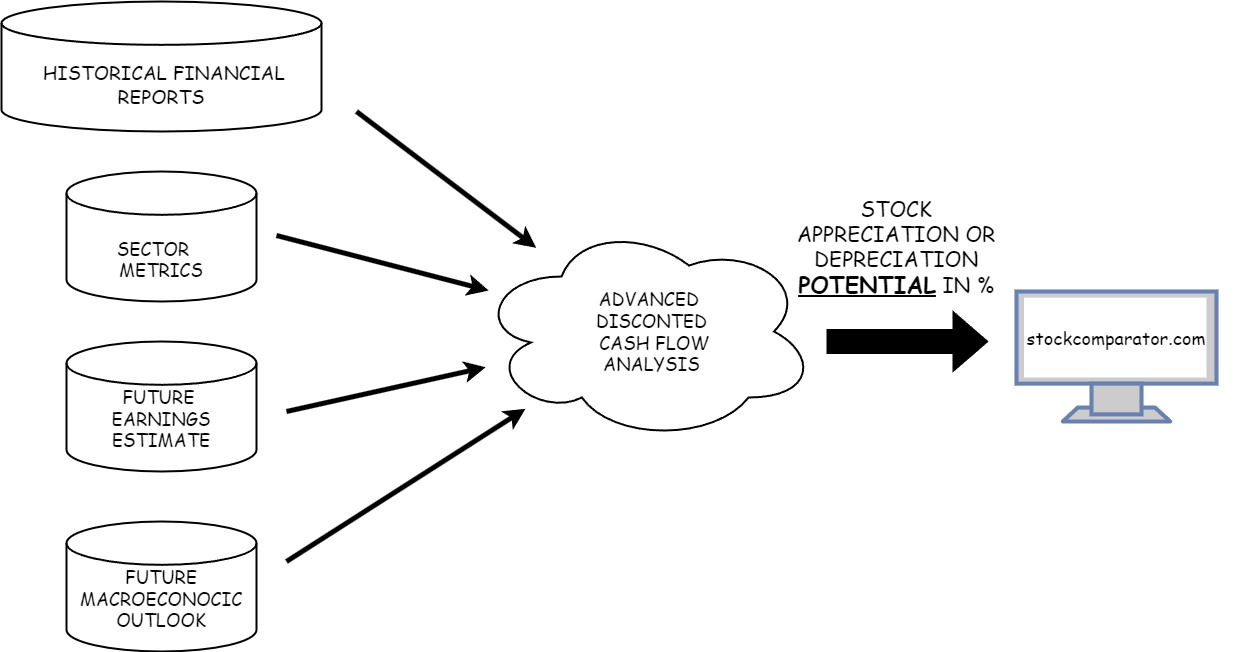 HISTORICAL FINANCIAL
REPORTS
SECTOR
METRICS
FUTURE
EARNINGS
ESTIMATE
FUTURE
MACROECONOCIC
OUTLOOK
ADVANCED
DISCONTED
CASH FLOW
ANALYSIS
STOCK
APPRECIATION OR
DEPRECIATION
POTENTIAL IN %
stockcomparator.com